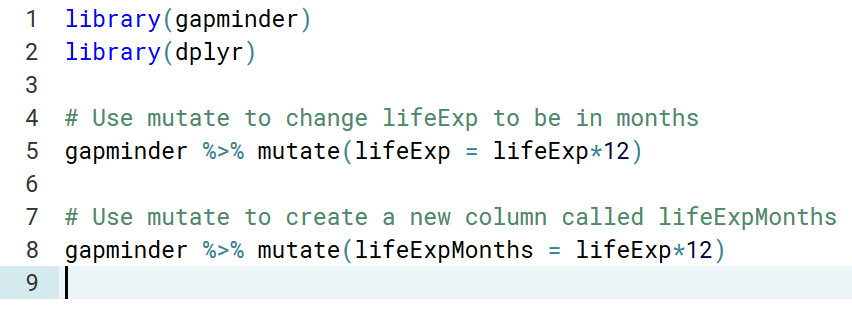 1 library(gapminder)
2 library(dplyr)
3
4 # Use mutate to change lifeExp to be in months
5 gapminder %>% mutate(lifeExp = lifeExp*12)
6
7 # Use mutate to create a new column called lifeExpMonths
8 gapminder %>% mutate(lifeExpMonths = lifeExp*12)
9